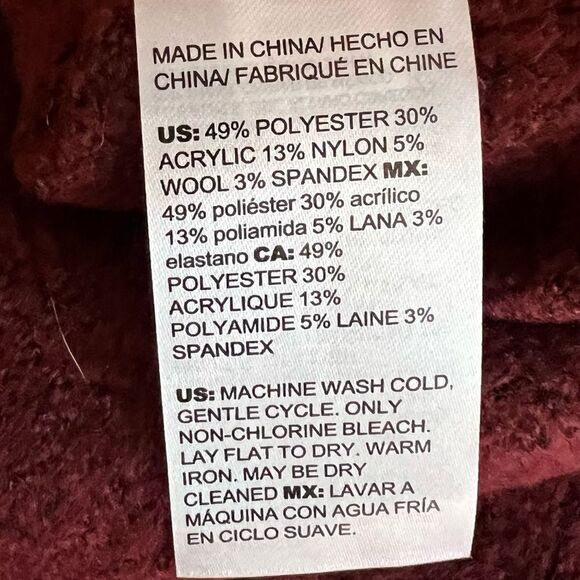 MADE IN CHINA/ HECHO EN
CHINA/ FABRIQUÉ EN CHINE
US: 49% POLYESTER 30%
ACRYLIC 13% NYLON 5%
WOOL 3% SPANDEX MX:
49% poliéster 30% acrílico
13% poliamida 5% LANA 3%
elastano CA: 49%
POLYESTER 30%
ACRYLIQUE 13%
POLYAMIDE 5% LAINE 3%
SPANDEX
US: MACHINE WASH COLD,
GENTLE CYCLE. ONLY
NON-CHLORINE BLEACH.
LAY FLAT TO DRY. WARM
IRON. MAY BE DRY
CLEANED MX: LAVAR A
MÁQUINA CON AGUA FRÍA
EN CICLO SUAVE.